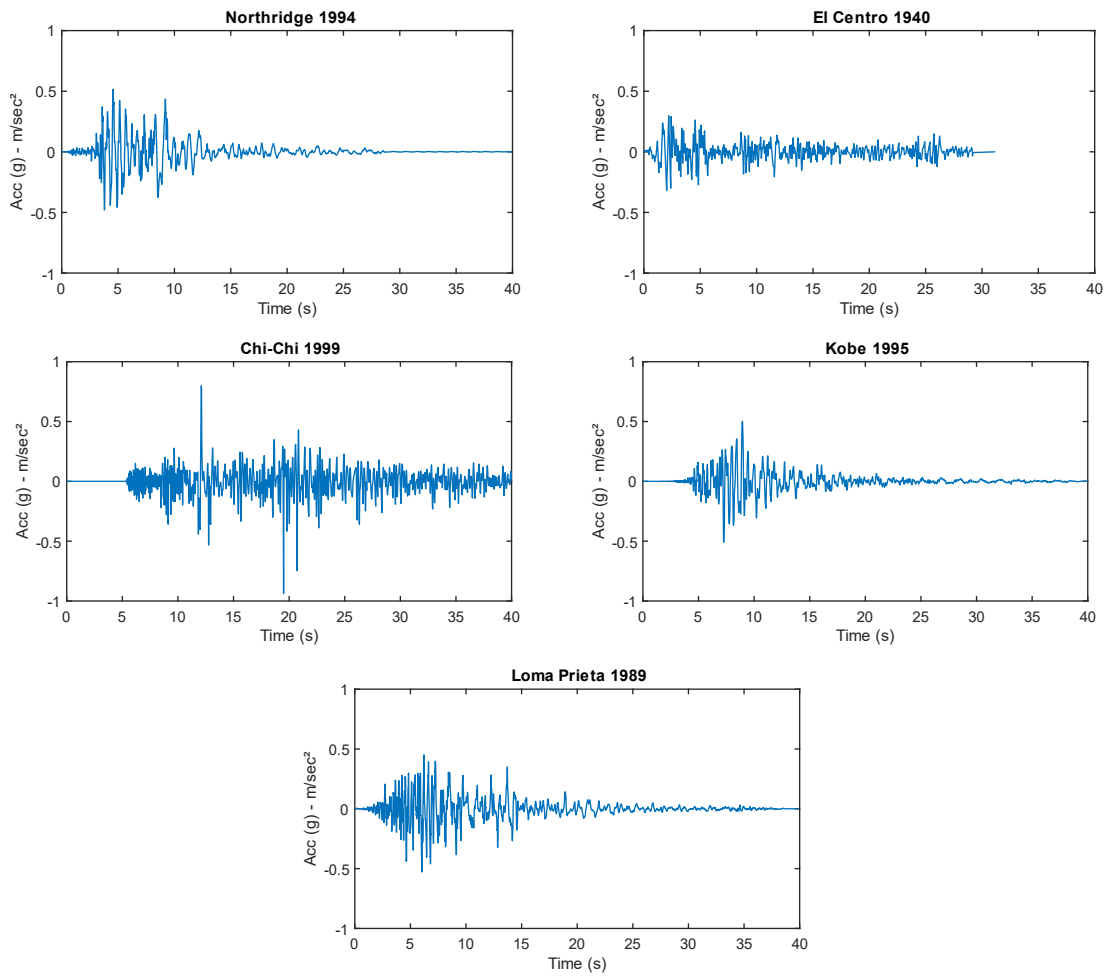 Northridge 1994
1
0.5
0
-0.5
-1
Acc (g) - m/sec²
0 5 10 15 20 25 30 35 40
Time (s)
El Centro 1940
1
0.5
0
-0.5
-1
Acc (g) - m/sec²
0 5 10 15 20 25 30 35 40
Time (s)
Chi-Chi 1999
1
0.5
0
-0.5
-1
Acc (g) - m/sec²
0 5 10 15 20 25 30 35 40
Time (s)
Kobe 1995
1
0.5
0
-0.5
-1
Acc (g) - m/sec²
0 5 10 15 20 25 30 35 40
Time (s)
Loma Prieta 1989
1
0.5
0
-0.5
-1
Acc (g) - m/sec²
0 5 10 15 20 25 30 35 40
Time (s)